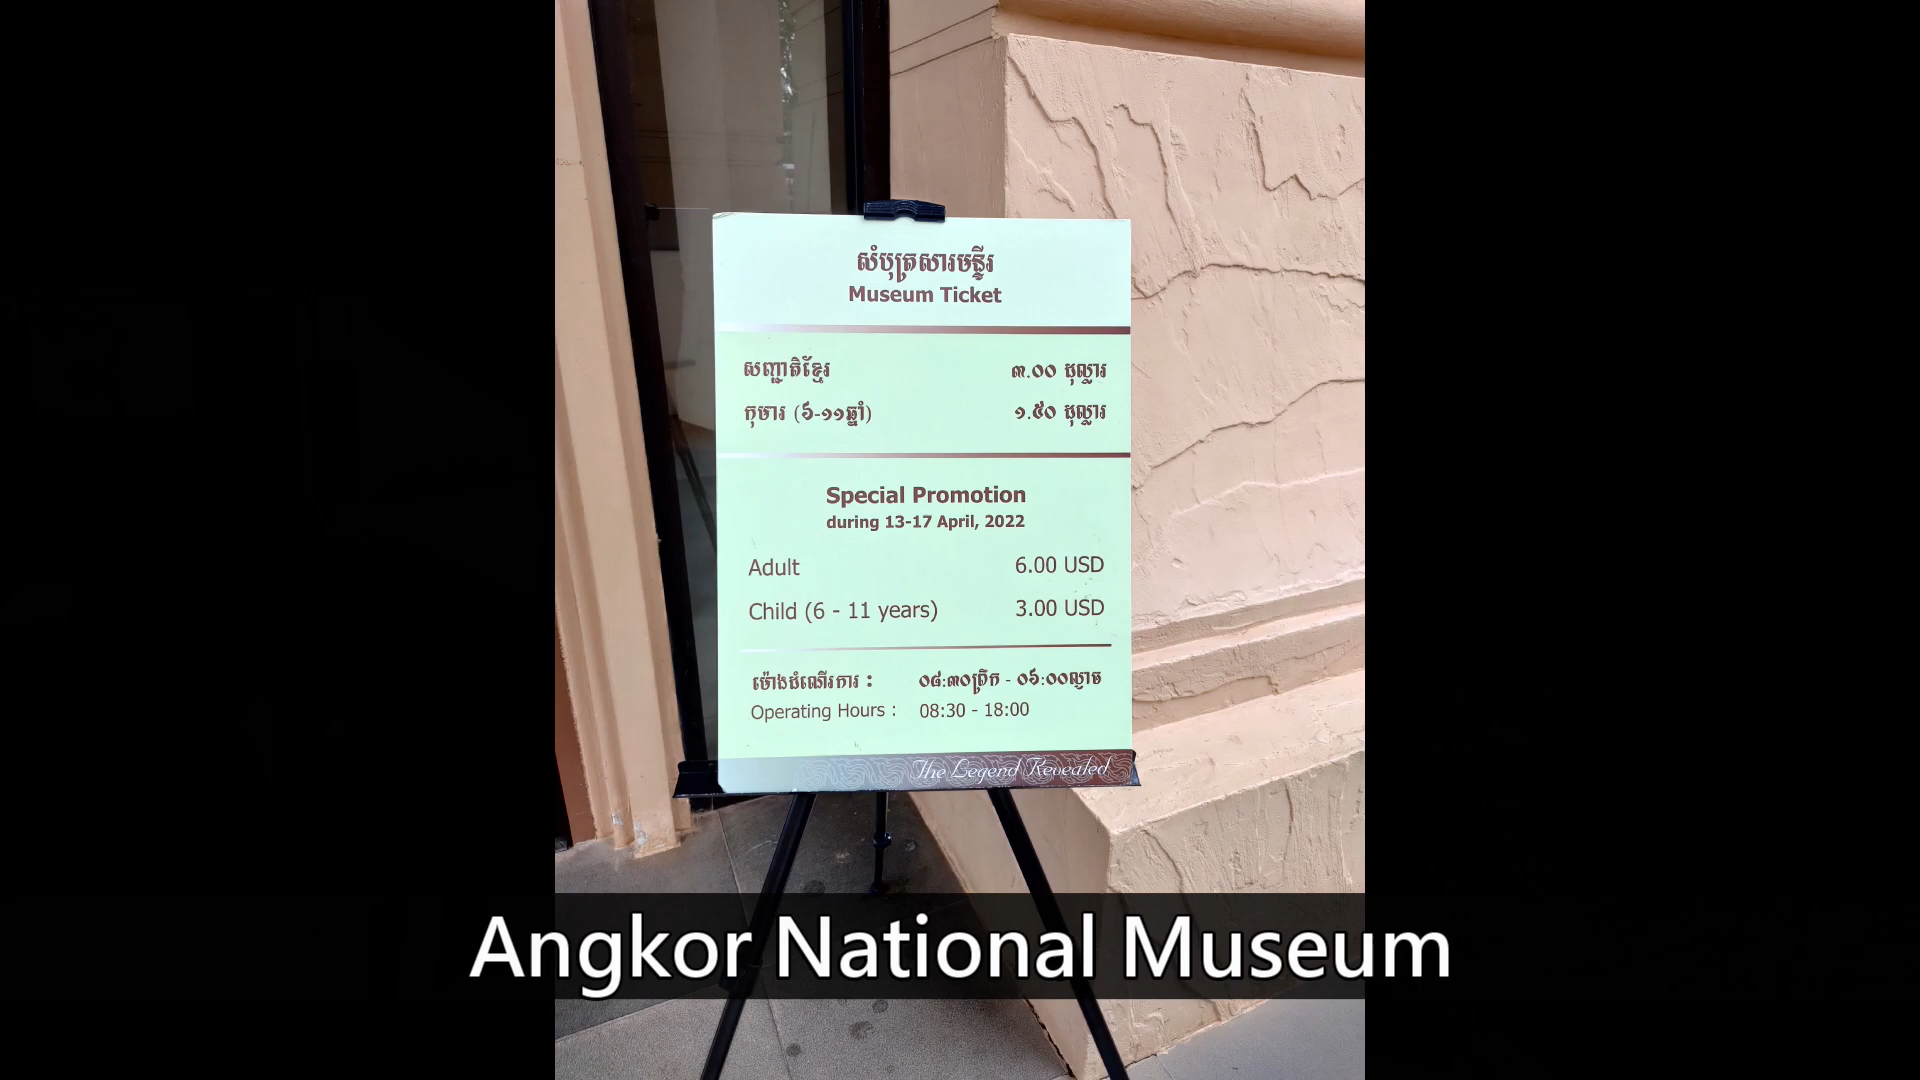 សំបុត្រសារមន្ទីរ
Museum Ticket
សញ្ជាតិខ្មែរ ៣.០០ ដុល្លារ
កុមារ (៦-១១ឆ្នាំ) ១.៥០ ដុល្លារ
Special Promotion
during 13-17 April, 2022
Adult 6.00 USD
Child (6 - 11 years) 3.00 USD
ម៉ោងដំណើរការ : ០៨:៣០ព្រឹក - ០៦:០០ល្ងាច
Operating Hours : 08:30 - 18:00
The Legend Revealed
Angkor National Museum